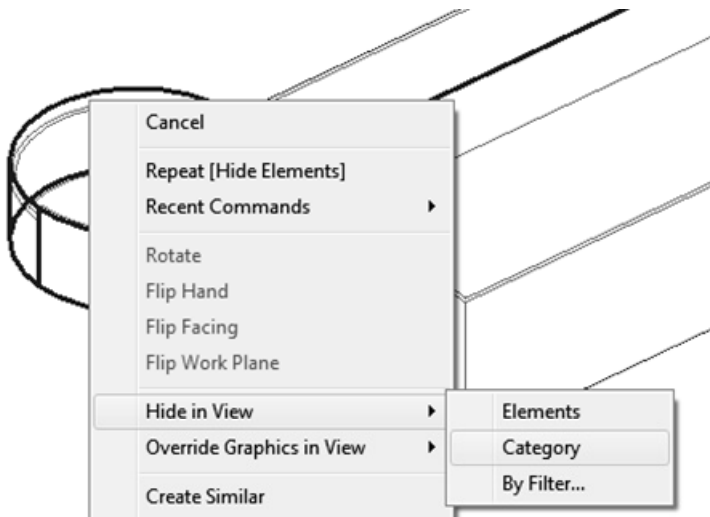 Cancel
Repeat [Hide Elements]
Recent Commands
Rotate
Flip Hand
Flip Facing
Flip Work Plane
Hide in View
Override Graphics in View
Create Similar
Elements
Category
By Filter...